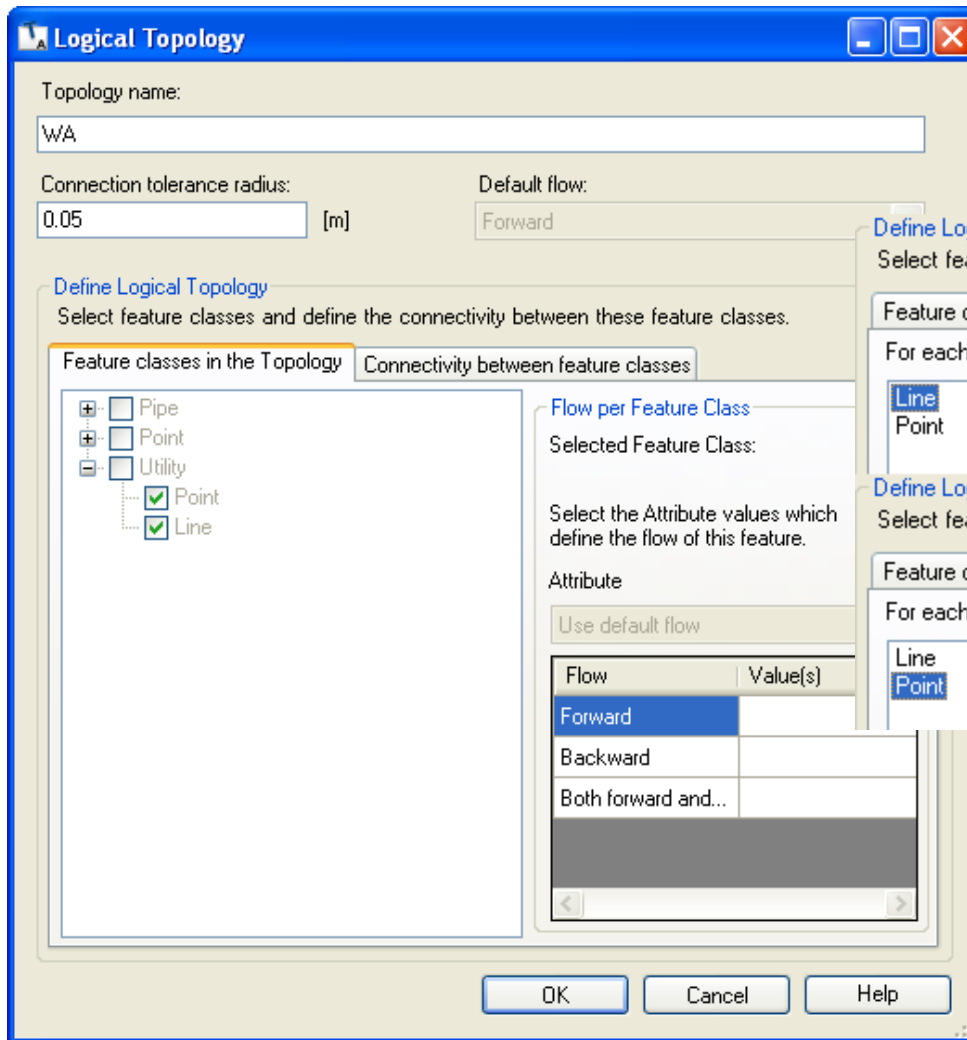 Logical Topology
Topology name:
WA
Connection tolerance radius:
Default flow:
0.05
[m]
Forward
Define Logical Topology
Select feature classes and define the connectivity between these feature classes.
Feature classes in the Topology
Connectivity between feature classes
Pipe
Point
Utility
Point
Line
Flow per Feature Class
Selected Feature Class:
Select the Attribute values which
define the flow of this feature.
Attribute
Use default flow
Flow Value(s)
Forward
Backward
Both forward and...
OK
Cancel
Help
Define Lo
Select fea
Feature c
For each
Line
Point
Define Lo
Select fea
Feature c
For each
Line
Point